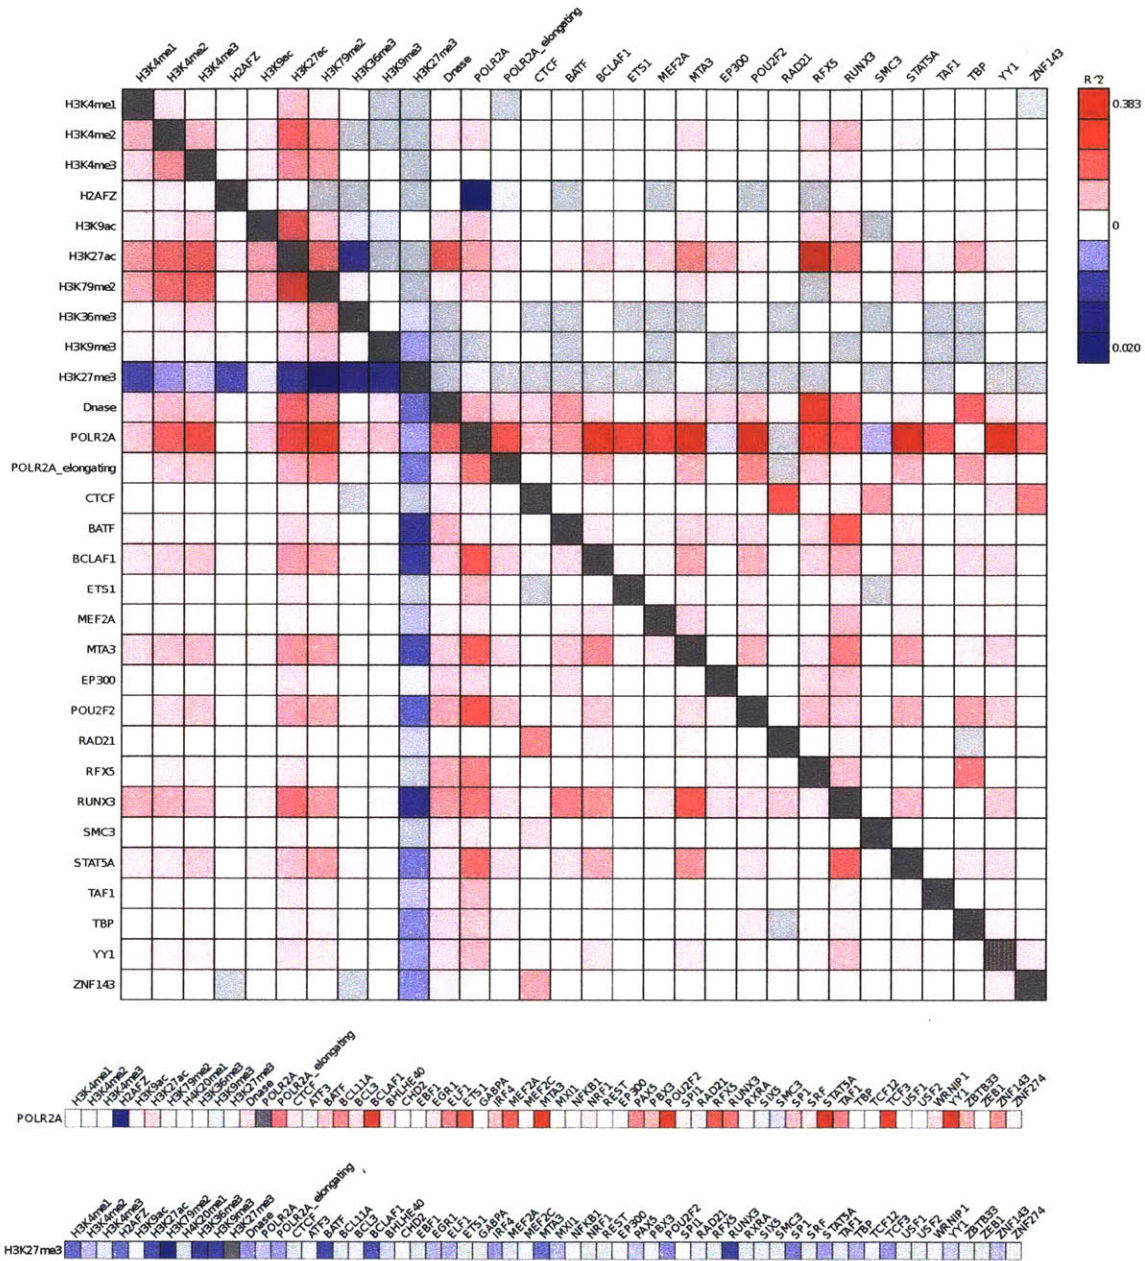 H3K4me1 H3K4me2 H3K4me3 H2AFZ H3K9ac H3K27ac H3K79me2 H3K36me3 H3K9me3 H3K27me3 Dnase POLR2A POLR2A_elongating CTCF BATF BCLAF1 ETS1 MEF2A MTA3 EP300 POU2F2 RAD21 RFX5 RUNX3 SMC3 STAT5A TAF1 TBP YY1 ZNF143
R^2
0.383
0
0.020
H3K4me1
H3K4me2
H3K4me3
H2AFZ
H3K9ac
H3K27ac
H3K79me2
H3K36me3
H3K9me3
H3K27me3
Dnase
POLR2A
POLR2A_elongating
CTCF
BATF
BCLAF1
ETS1
MEF2A
MTA3
EP300
POU2F2
RAD21
RFX5
RUNX3
SMC3
STAT5A
TAF1
TBP
YY1
ZNF143
H3K4me1 H3K4me2 H3K4me3 H2AFZ H3K9ac H3K27ac H3K79me2 H4K20me1 H3K36me3 H3K9me3 H3K27me3 Dnase POLR2A POLR2A_elongating CTCF ATF3 BATF BCL11A BCL3 BCLAF1 BHLHE40 CHD2 EBF1 EGR1 ELF1 ETS1 GABPA IRF4 MEF2A MEF2C MTA3 MXI1 NFKB1 NRF1 REST EP300 PAX5 PBX3 POU2F2 SPI1 RAD21 RFX5 RUNX3 RXRA SIX5 SMC3 SP1 SRF STAT5A TAF1 TBP TCF12 TCF3 USF1 USF2 WRNIP1 YY1 ZBTB33 ZEB1 ZNF143 ZNF274
POLR2A
H3K4me1 H3K4me2 H3K4me3 H2AFZ H3K9ac H3K27ac H3K79me2 H4K20me1 H3K36me3 H3K9me3 H3K27me3 Dnase POLR2A POLR2A_elongating CTCF ATF3 BATF BCL11A BCL3 BCLAF1 BHLHE40 CHD2 EBF1 EGR1 ELF1 ETS1 GABPA IRF4 MEF2A MEF2C MTA3 MXI1 NFKB1 NRF1 REST EP300 PAX5 PBX3 POU2F2 SPI1 RAD21 RFX5 RUNX3 RXRA SIX5 SMC3 SP1 SRF STAT5A TAF1 TBP TCF12 TCF3 USF1 USF2 WRNIP1 YY1 ZBTB33 ZEB1 ZNF143 ZNF274
H3K27me3